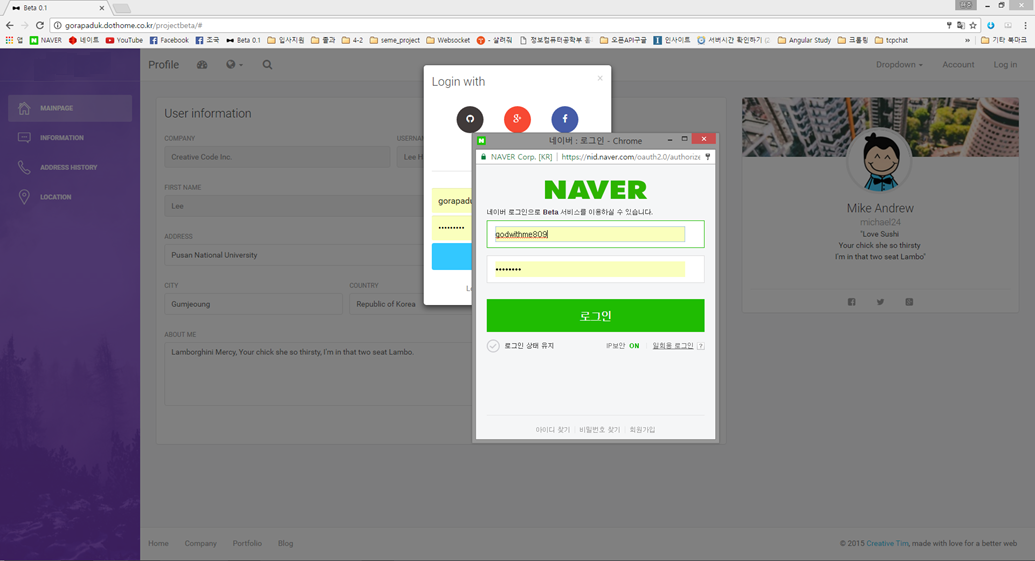 Beta 0.1
gorapaduk.dothome.co.kr/projectbeta/#
앱 NAVER 네이트 YouTube Facebook 조국 Beta 0.1 입사지원 졸과 4-2 seme_project Websocket - 살려줘 정보컴퓨터공학부 홈 오픈API구글 인사이트 서버시간 확인하기 Angular Study 크롤링 tcpchat » 기타 북마크
Profile
Dropdown Account Log in
MAINPAGE
INFORMATION
ADDRESS HISTORY
LOCATION
User information
COMPANY
Creative Code Inc.
USERNA
Lee H
FIRST NAME
Lee
ADDRESS
Pusan National University
CITY
Gumjeoung
COUNTRY
Republic of Korea
ABOUT ME
Lamborghini Mercy, Your chick she so thirsty, I'm in that two seat Lambo.
Login with
×
gorapadu
•••••••••
Lo
네이버 : 로그인 - Chrome
NAVER Corp. [KR] https://nid.naver.com/oauth2.0/authorize
NAVER
네이버 로그인으로 Beta 서비스를 이용하실 수 있습니다.
godwithme809
••••••••
로그인
로그인 상태 유지 IP보안 ON 일회용 로그인 ?
아이디 찾기 | 비밀번호 찾기 | 회원가입
Mike Andrew
michael24
"Love Sushi
Your chick she so thirsty
I'm in that two seat Lambo"
Home Company Portfolio Blog
© 2015 Creative Tim, made with love for a better web